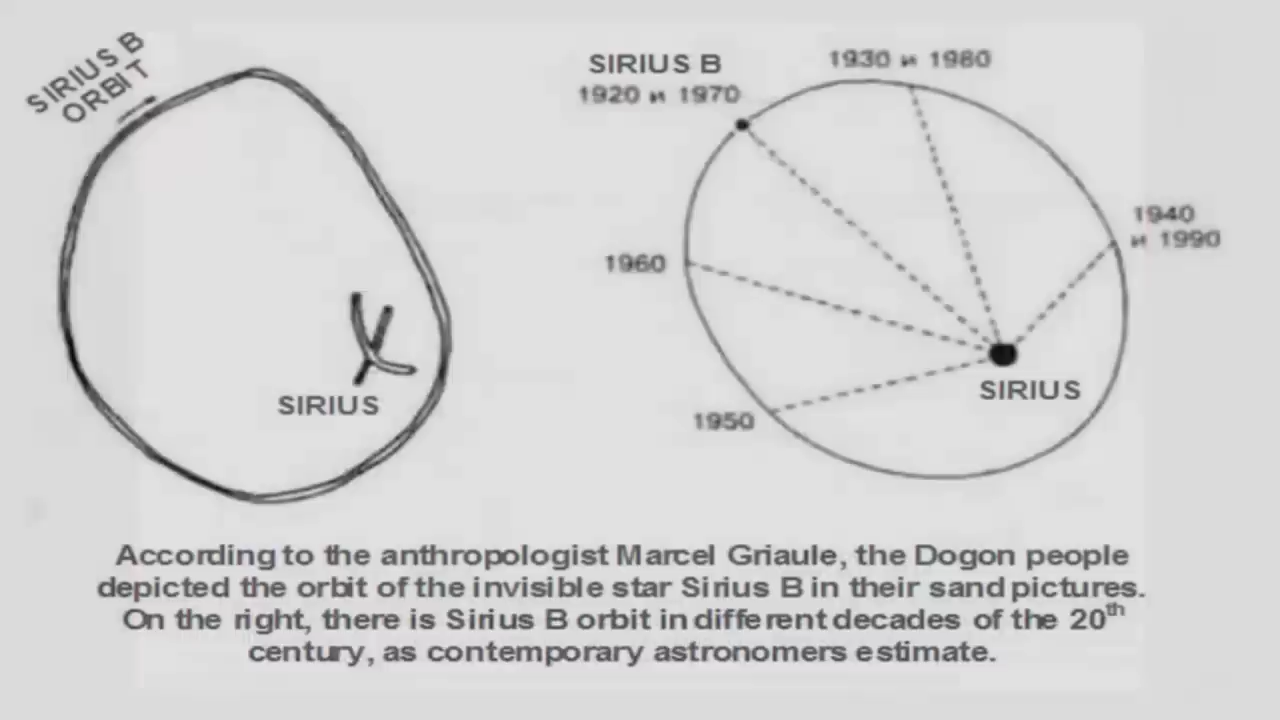 SIRIUS B
ORBIT
SIRIUS
SIRIUS B
1920 и 1970
1930 и 1980
1940
и 1990
1960
1950
SIRIUS
According to the anthropologist Marcel Griaule, the Dogon people
depicted the orbit of the invisible star Sirius B in their sand pictures.
On the right, there is Sirius B orbit in different decades of the 20th
century, as contemporary astronomers estimate.